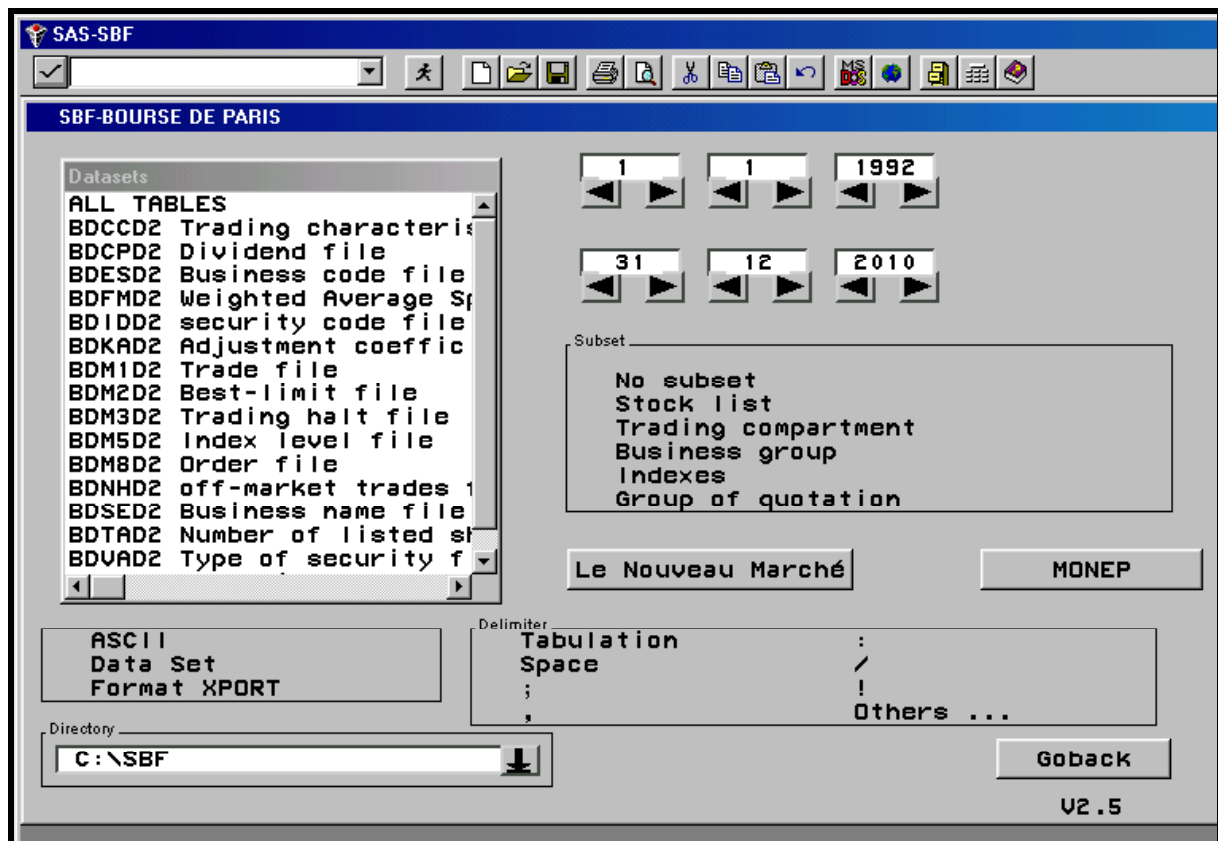 SAS-SBF
MS
DOS
SBF-BOURSE DE PARIS
Datasets
ALL TABLES
BDCCD2 Trading characteris
BDCPD2 Dividend file
BDESD2 Business code file
BDFMD2 Weighted Average Sp
BDIDD2 security code file
BDKAD2 Adjustment coeffic
BDM1D2 Trade file
BDM2D2 Best-limit file
BDM3D2 Trading halt file
BDM5D2 Index level file
BDM8D2 Order file
BDNHD2 off-market trades
BDSED2 Business name file
BDTAD2 Number of listed sh
BDVAD2 Type of security f
1 1 1992
31 12 2010
Subset
No subset
Stock list
Trading compartment
Business group
Indexes
Group of quotation
Le Nouveau Marché
MONEP
ASCII
Data Set
Format XPORT
Delimiter
Tabulation :
Space /
; !
, Others ...
Directory
C:\SBF
Goback
V2.5